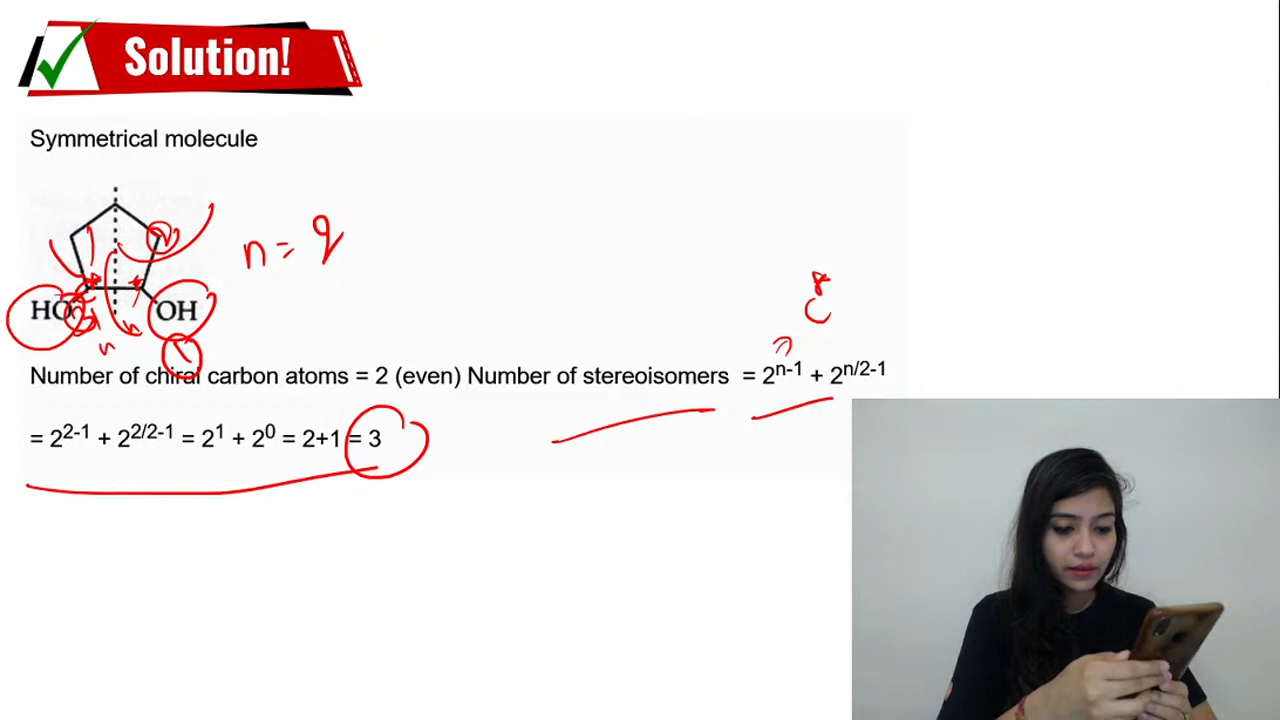 Solution!
Symmetrical molecule
n = 2
HO
OH
C*
Number of chiral carbon atoms = 2 (even) Number of stereoisomers = 2^{n-1} + 2^{n/2-1}
= 2^{2-1} + 2^{2/2-1} = 2^1 + 2^0 = 2+1 = 3